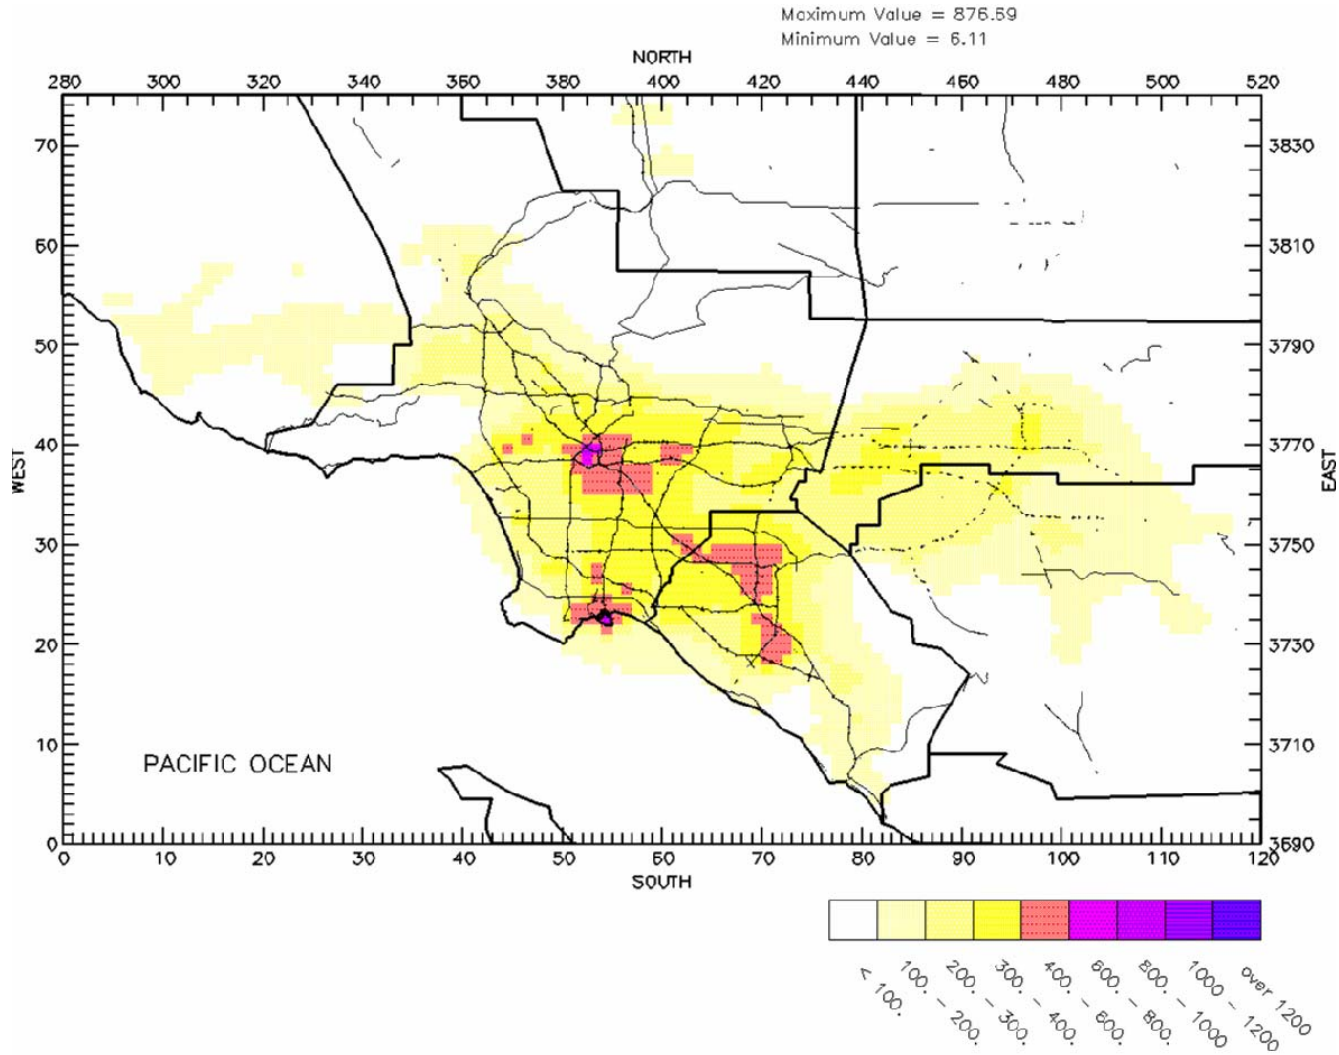 Maximum Value = 876.59
Minimum Value = 6.11
NORTH
280 300 320 340 360 380 400 420 440 460 480 500 520
70 3830
60 3810
50 3790
40 3770
WEST EAST
30 3750
20 3730
10 3710
PACIFIC OCEAN
0 3690
0 10 20 30 40 50 60 70 80 90 100 110 120
SOUTH
< 100.
100. - 200.
200. - 300.
300. - 400.
400. - 600.
600. - 800.
800. - 1000
1000 - 1200
over 1200